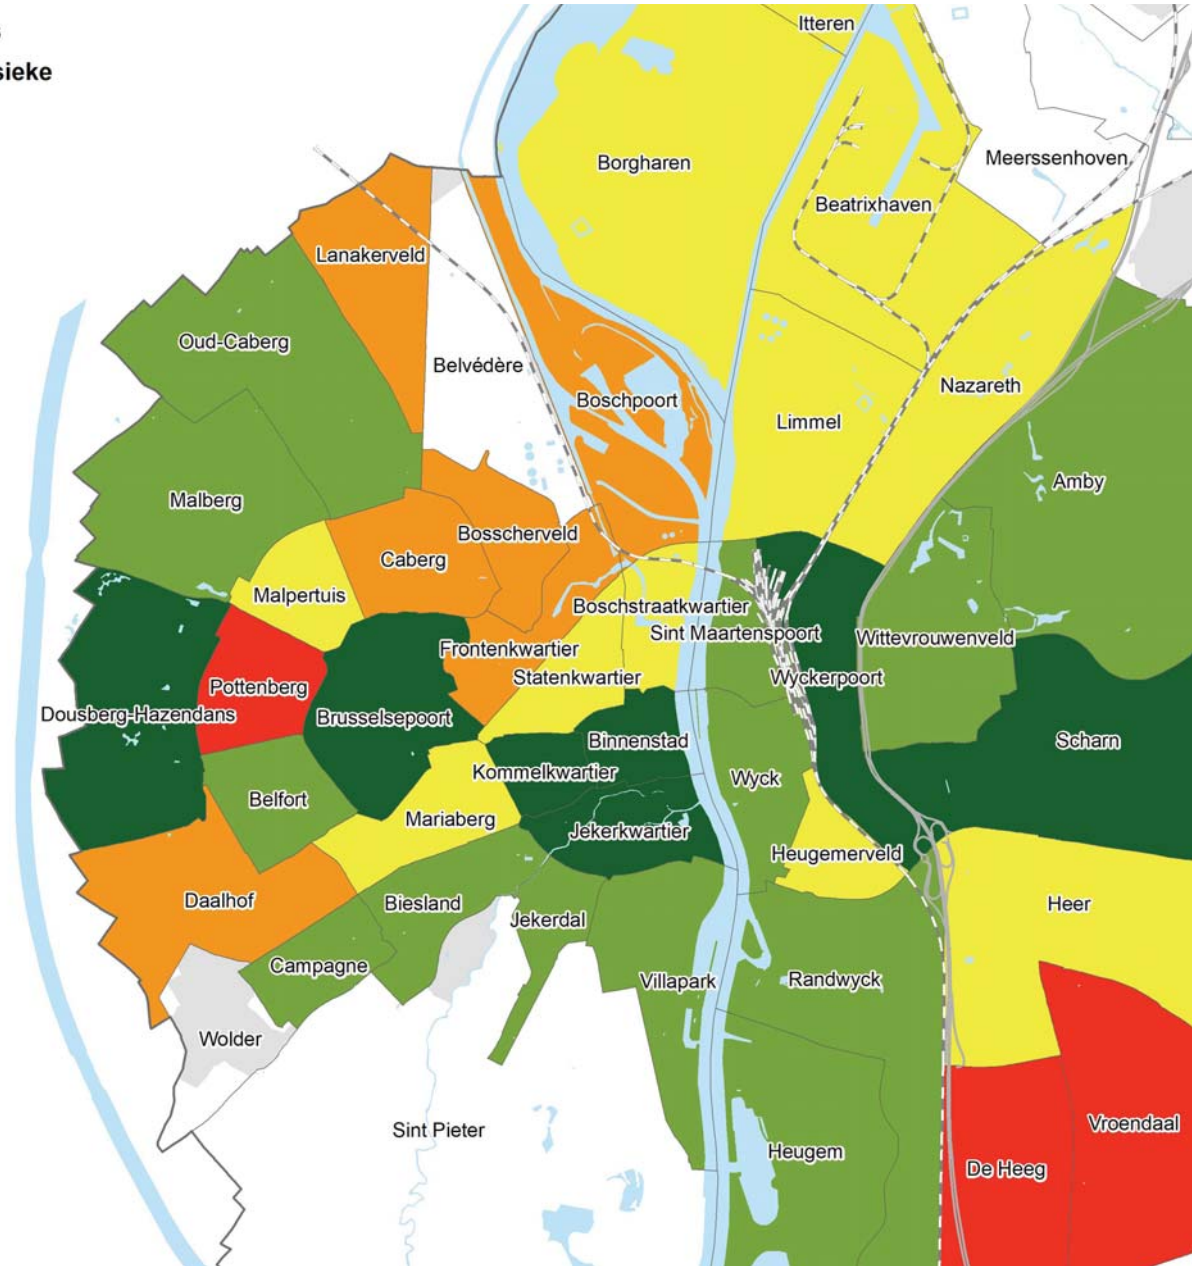 sieke
Itteren
Borgharen
Meerssenhoven
Beatrixhaven
Lanakerveld
Oud-Caberg
Belvédère
Boschpoort
Nazareth
Limmel
Amby
Malberg
Bosscherveld
Caberg
Malpertuis
Boschstraatkwartier
Sint Maartenspoort
Wittevrouwenveld
Frontenkwartier
Statenkwartier
Wyckerpoort
Pottenberg
Dousberg-Hazendans
Brusselsepoort
Binnenstad
Scharn
Kommelkwartier
Wyck
Belfort
Mariaberg
Jekerkwartier
Heugemerveld
Daalhof
Biesland
Heer
Jekerdal
Campagne
Villapark
Randwyck
Wolder
Sint Pieter
Vroendaal
Heugem
De Heeg